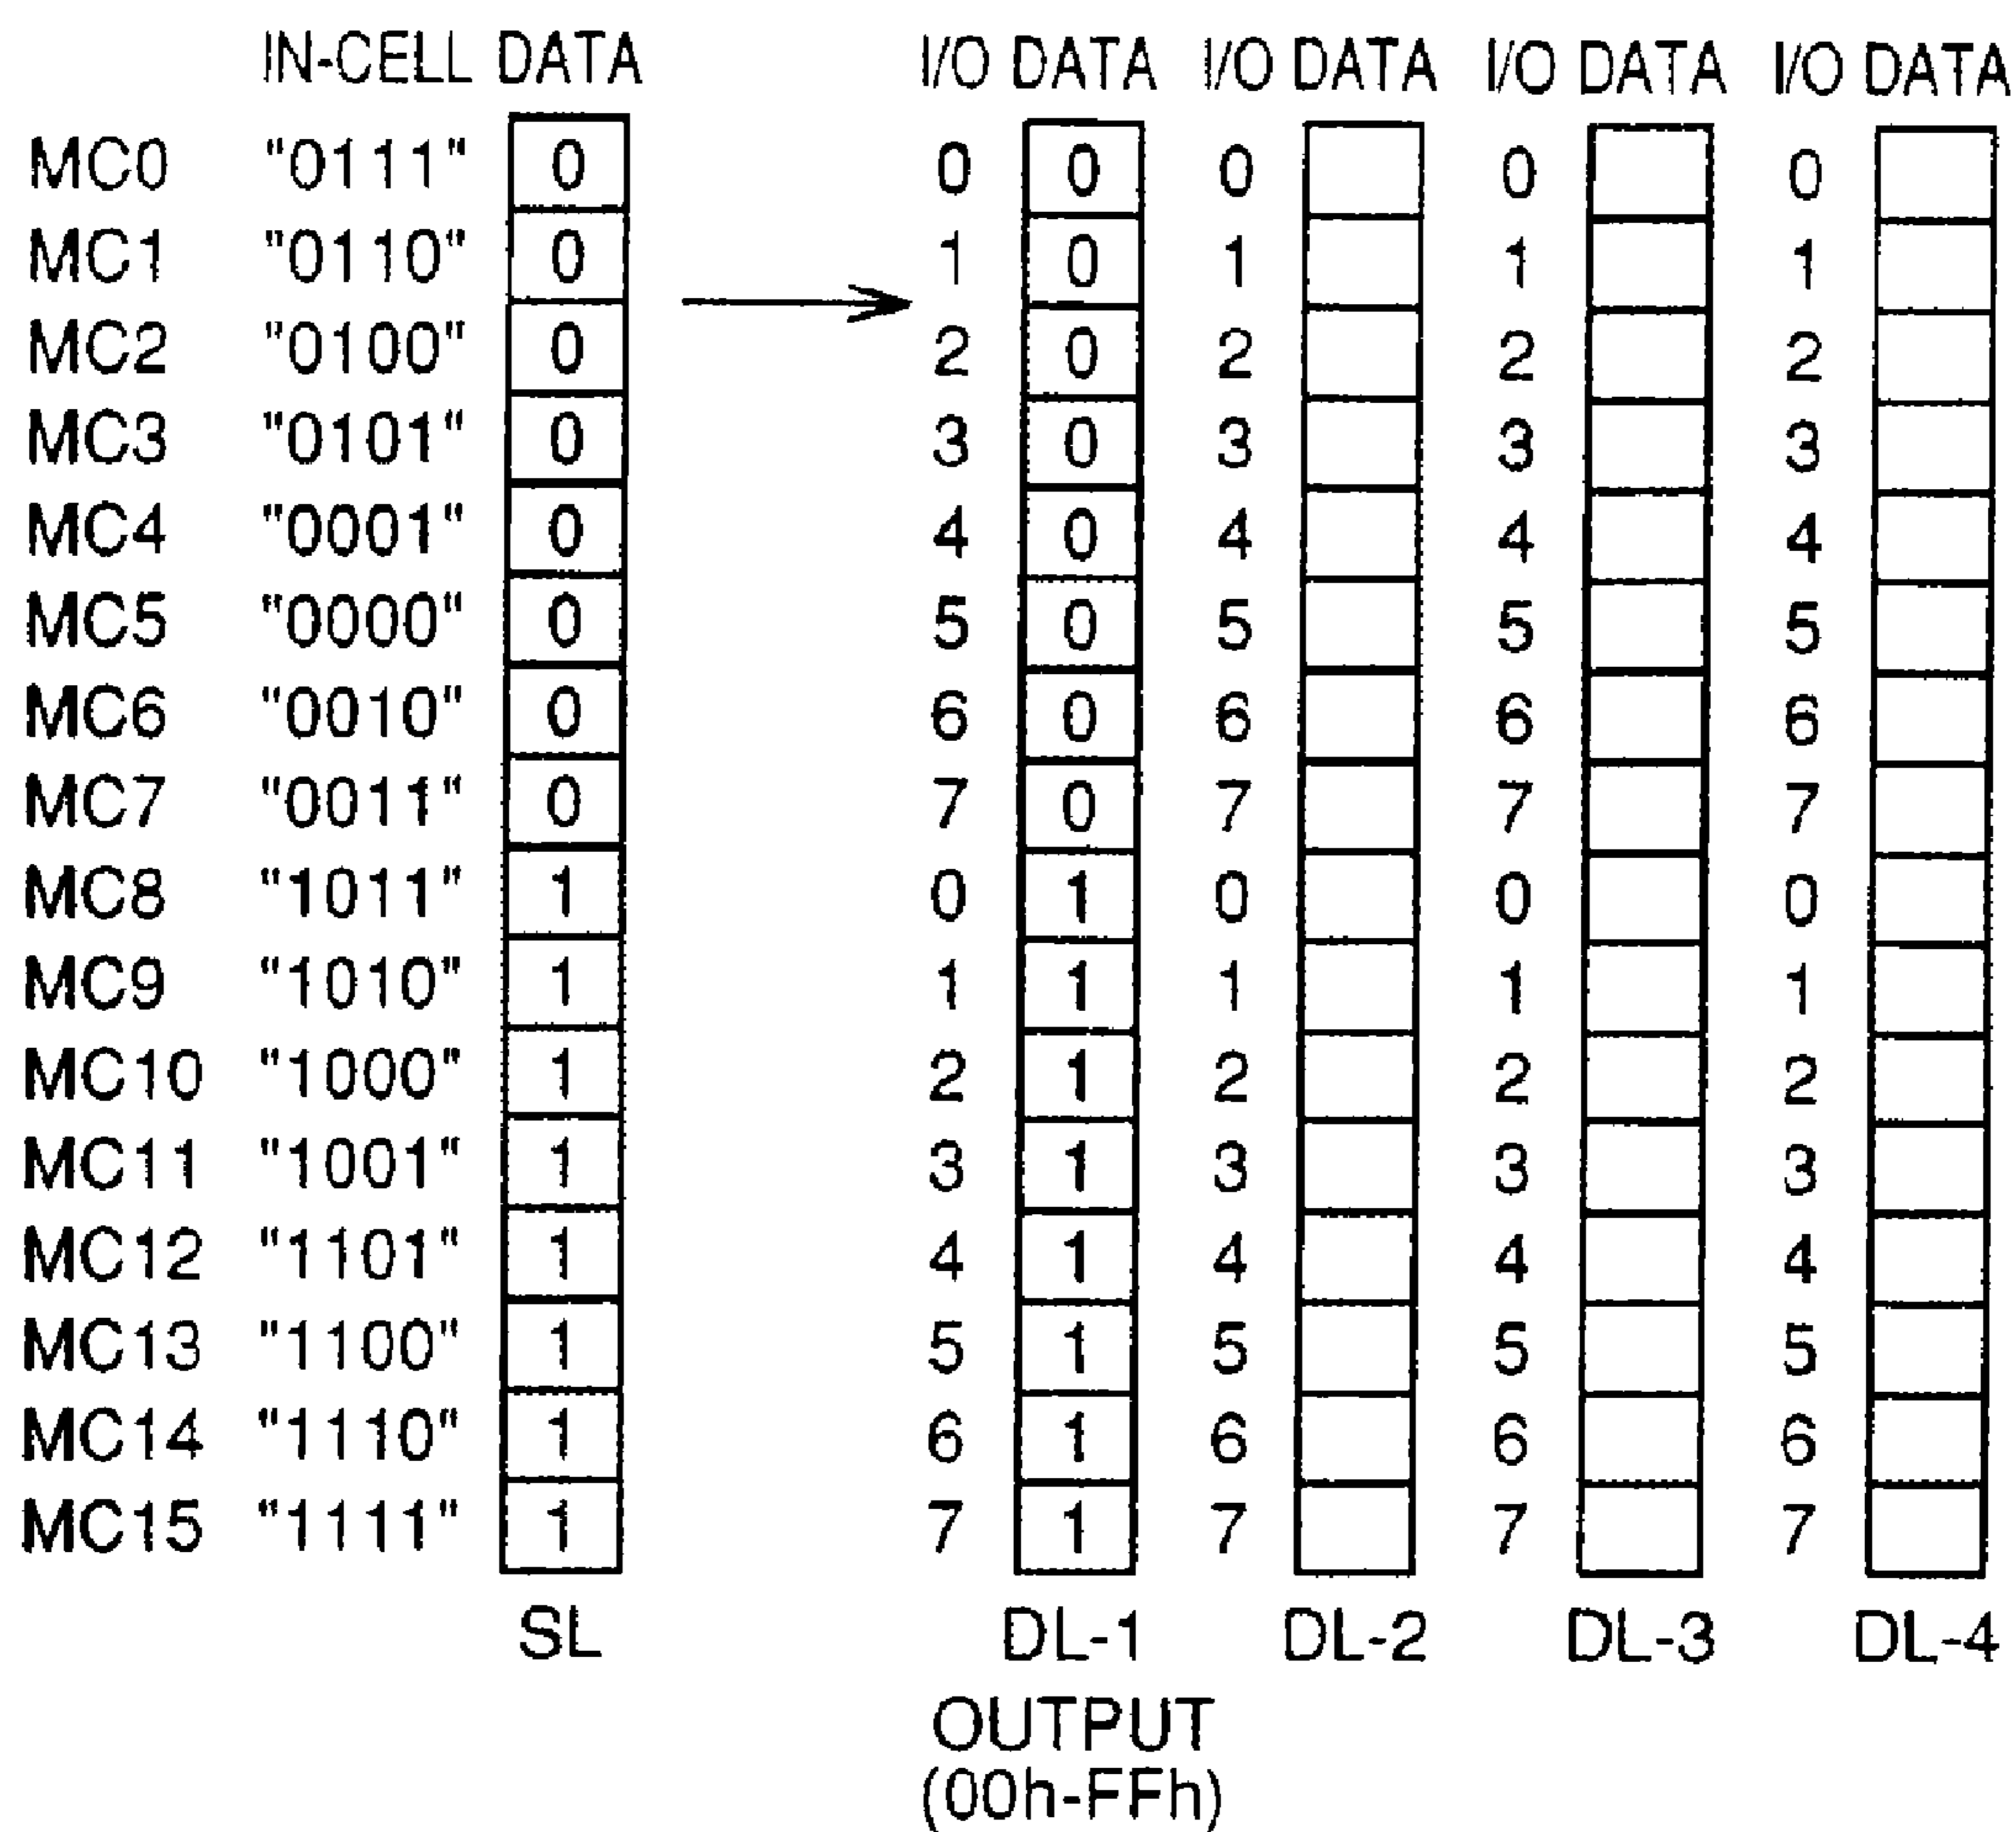 IN-CELL DATA I/O DATA I/O DATA I/O DATA I/O DATA
MC0 "0111" 0 0 0 0 0 0
MC1 "0110" 0 1 0 1 1 1
MC2 "0100" 0 2 0 2 2 2
MC3 "0101" 0 3 0 3 3 3
MC4 "0001" 0 4 0 4 4 4
MC5 "0000" 0 5 0 5 5 5
MC6 "0010" 0 6 0 6 6 6
MC7 "0011" 0 7 0 7 7 7
MC8 "1011" 1 0 1 0 0 0
MC9 "1010" 1 1 1 1 1 1
MC10 "1000" 1 2 1 2 2 2
MC11 "1001" 1 3 1 3 3 3
MC12 "1101" 1 4 1 4 4 4
MC13 "1100" 1 5 1 5 5 5
MC14 "1110" 1 6 1 6 6 6
MC15 "1111" 1 7 1 7 7 7
SL DL-1 DL-2 DL-3 DL-4
OUTPUT
(00h-FFh)